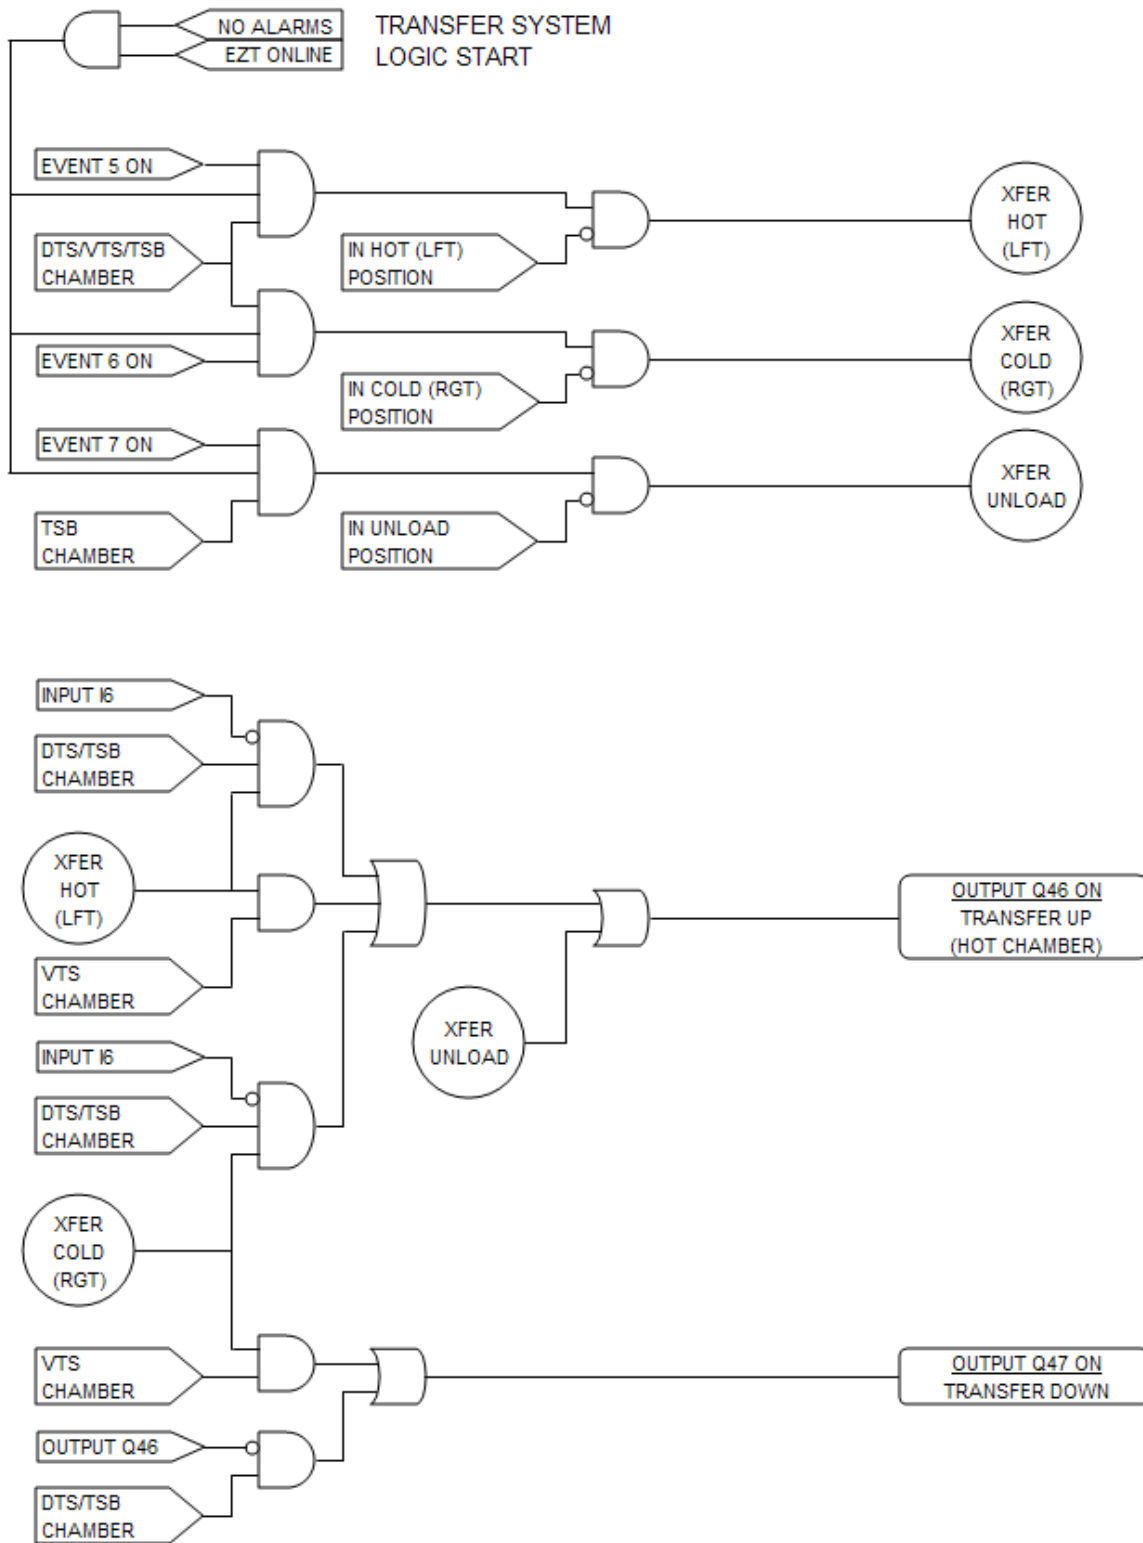 NO ALARMS
EZT ONLINE
TRANSFER SYSTEM
LOGIC START
EVENT 5 ON
DTS/VTS/TSB
CHAMBER
IN HOT (LFT)
POSITION
XFER
HOT
(LFT)
EVENT 6 ON
IN COLD (RGT)
POSITION
XFER
COLD
(RGT)
EVENT 7 ON
TSB
CHAMBER
IN UNLOAD
POSITION
XFER
UNLOAD
INPUT I6
DTS/TSB
CHAMBER
XFER
HOT
(LFT)
VTS
CHAMBER
XFER
UNLOAD
OUTPUT Q46 ON
TRANSFER UP
(HOT CHAMBER)
INPUT I6
DTS/TSB
CHAMBER
XFER
COLD
(RGT)
VTS
CHAMBER
OUTPUT Q46
DTS/TSB
CHAMBER
OUTPUT Q47 ON
TRANSFER DOWN